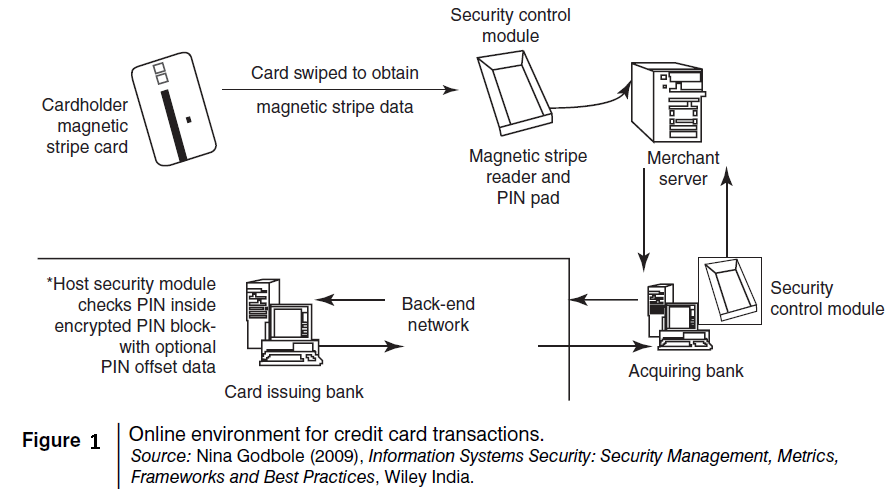 Security control
module
Card swiped to obtain
magnetic stripe data
Cardholder
magnetic
stripe card
Magnetic stripe
reader and
PIN pad
Merchant
server
*Host security module
checks PIN inside
encrypted PIN block-
with optional
PIN offset data
Back-end
network
Card issuing bank
Security
control module
Acquiring bank
Figure 1
Online environment for credit card transactions.
Source: Nina Godbole (2009), Information Systems Security: Security Management, Metrics,
Frameworks and Best Practices, Wiley India.